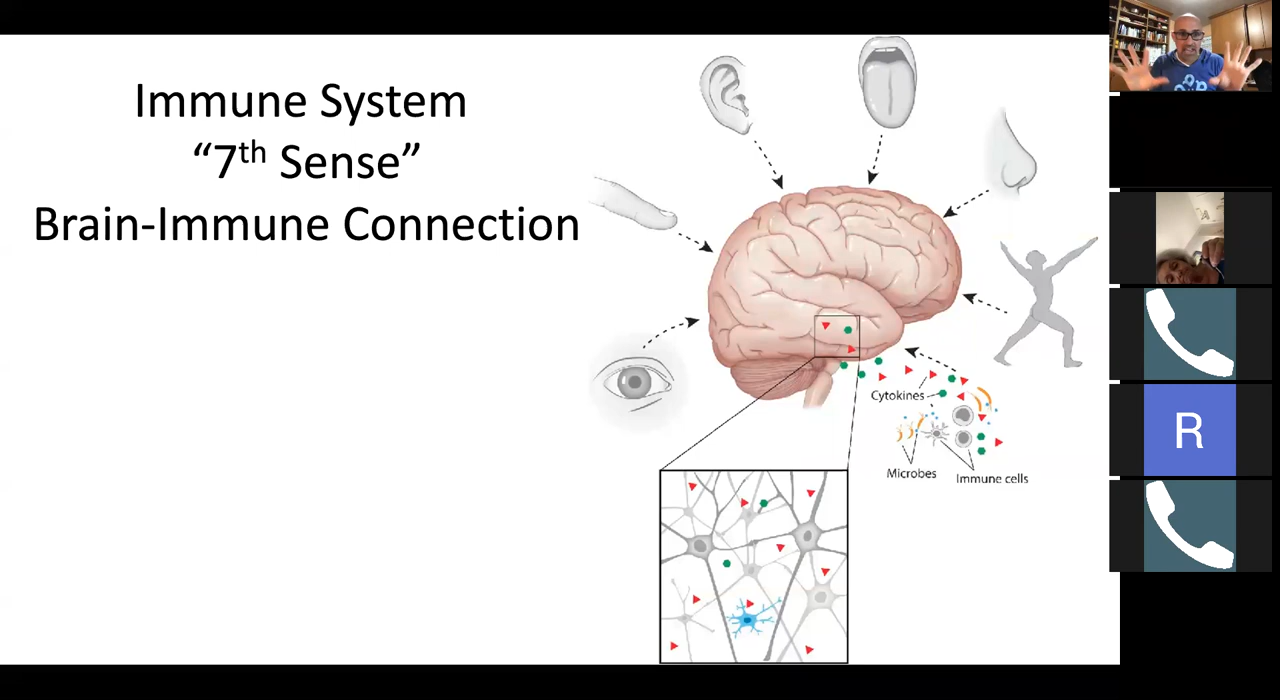 Immune System
“7th Sense”
Brain-Immune Connection
Cytokines
Microbes
Immune cells
R